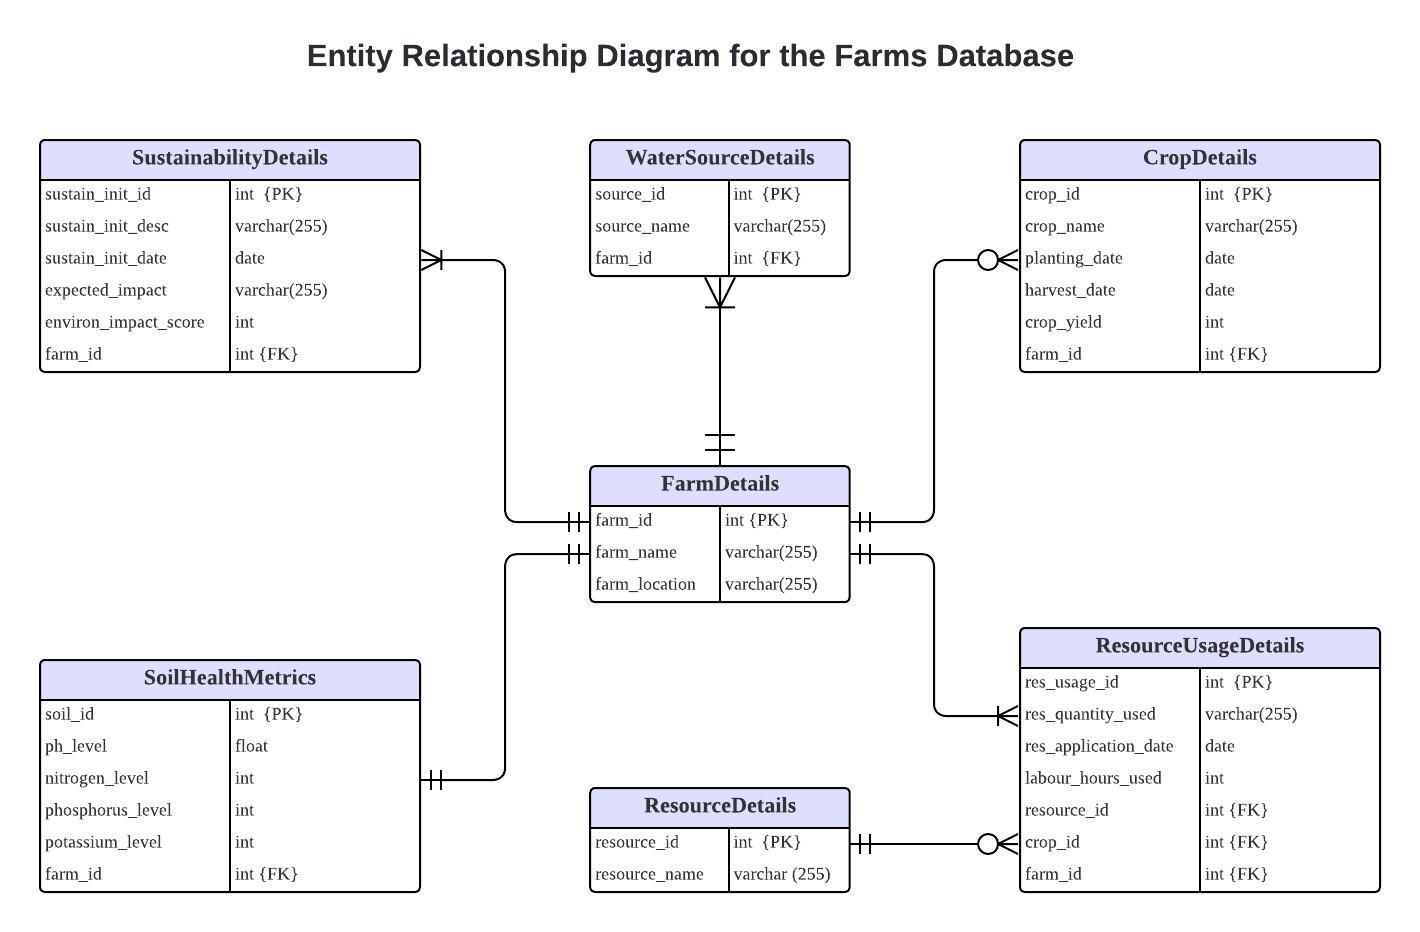 Entity Relationship Diagram for the Farms Database
SustainabilityDetails
sustain_init_id int {PK}
sustain_init_desc varchar(255)
sustain_init_date date
expected_impact varchar(255)
environ_impact_score int
farm_id int {FK}
WaterSourceDetails
source_id int {PK}
source_name varchar(255)
farm_id int {FK}
CropDetails
crop_id int {PK}
crop_name varchar(255)
planting_date date
harvest_date date
crop_yield int
farm_id int {FK}
FarmDetails
farm_id int {PK}
farm_name varchar(255)
farm_location varchar(255)
SoilHealthMetrics
soil_id int {PK}
ph_level float
nitrogen_level int
phosphorus_level int
potassium_level int
farm_id int {FK}
ResourceDetails
resource_id int {PK}
resource_name varchar (255)
ResourceUsageDetails
res_usage_id int {PK}
res_quantity_used varchar(255)
res_application_date date
labour_hours_used int
resource_id int {FK}
crop_id int {FK}
farm_id int {FK}